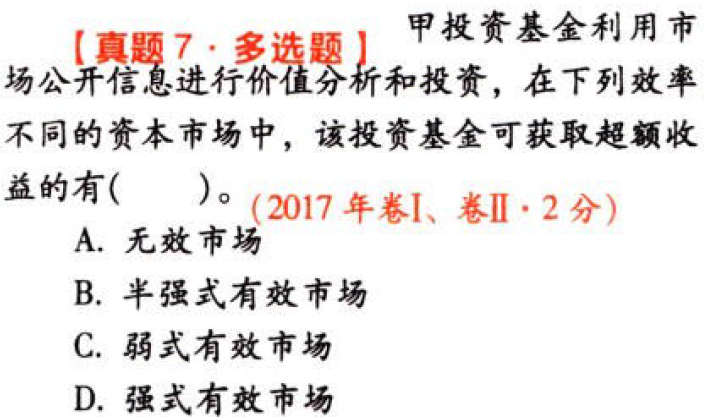 【真题7·多选题】 甲投资基金利用市
场公开信息进行价值分析和投资，在下列效率
不同的资本市场中，该投资基金可获取超额收
益的有(　　)。(2017年卷Ⅰ、卷Ⅱ·2分)
A. 无效市场
B. 半强式有效市场
C. 弱式有效市场
D. 强式有效市场